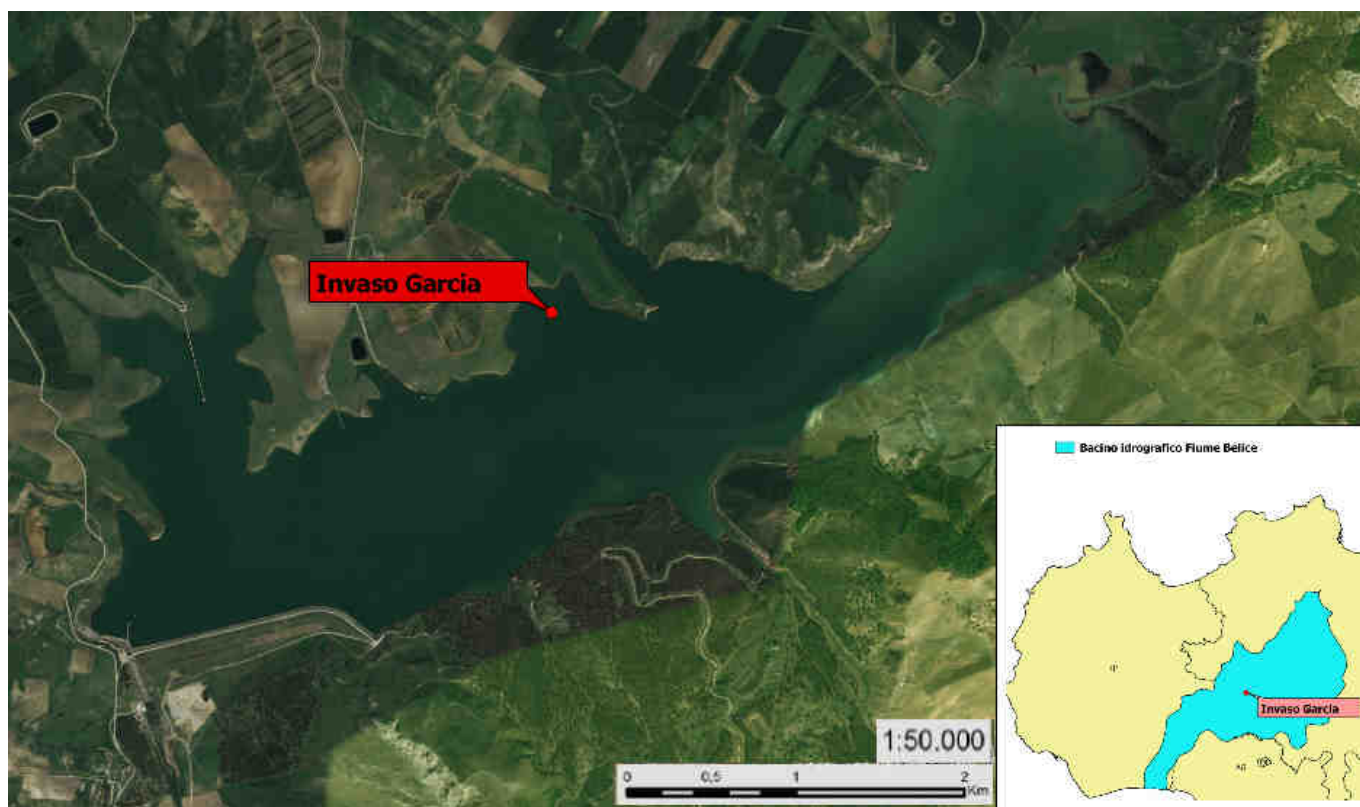 Invaso Garcia
Bacino idrografico Fiume Belice
Invaso Garcia
1:50.000
0 0,5 1 2
Km